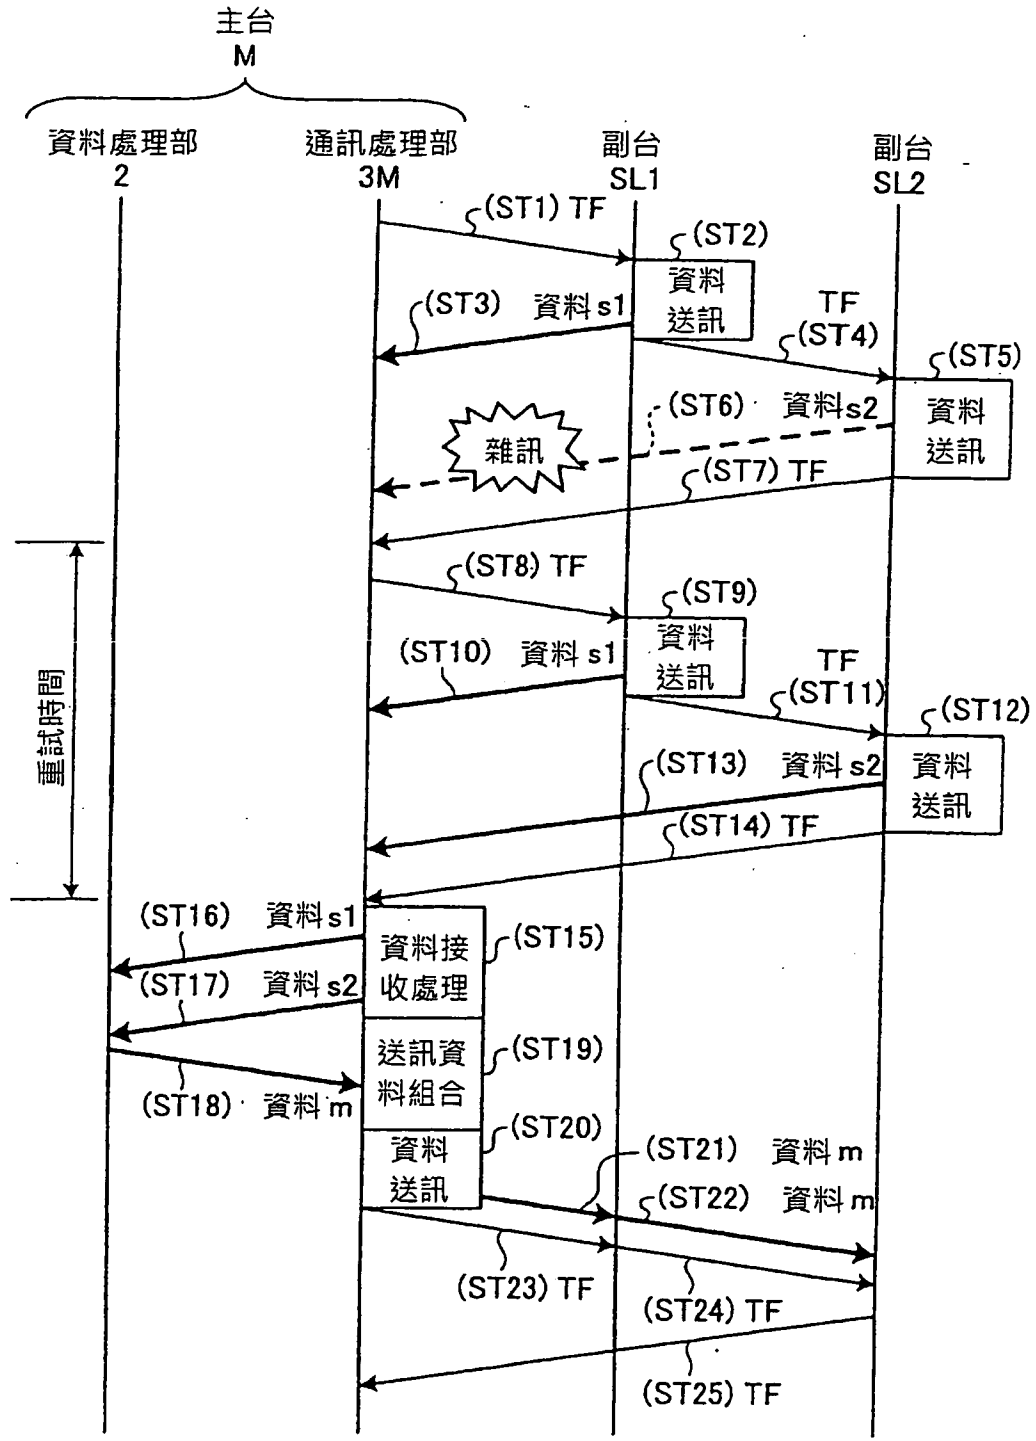 主台
M
資料處理部
2
通訊處理部
3M
副台
SL1
副台
SL2
(ST1) TF
(ST2)
資料
送訊
(ST3) 資料 s1
TF
(ST4)
(ST5)
資料
送訊
(ST6) 資料 s2
雜訊
(ST7) TF
(ST8) TF
(ST9)
資料
送訊
(ST10) 資料 s1
TF
(ST11)
(ST12)
資料
送訊
重試時間
(ST13) 資料 s2
(ST14) TF
(ST16) 資料 s1
資料接
收處理
(ST15)
(ST17) 資料 s2
送訊資
料組合
(ST19)
(ST18) 資料 m
(ST20)
資料
送訊
(ST21) 資料 m
(ST22) 資料 m
(ST23) TF
(ST24) TF
(ST25) TF